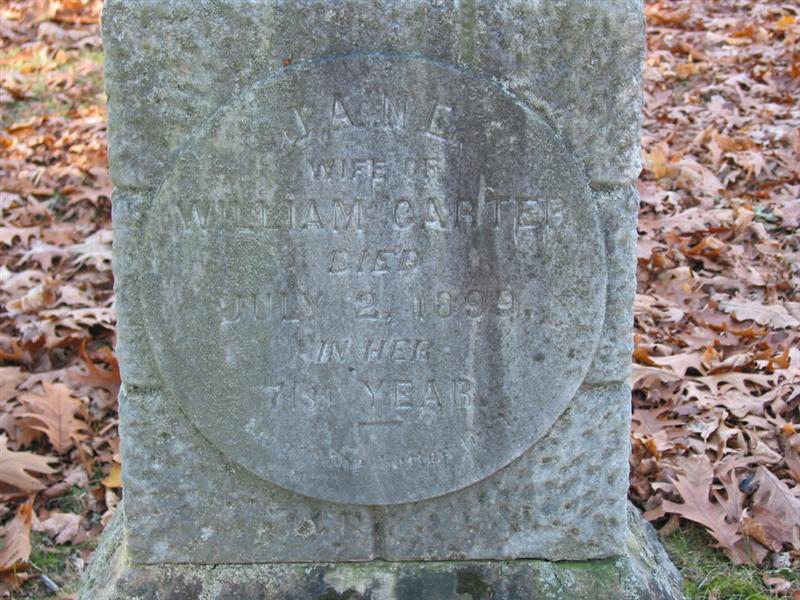 JANE,
WIFE OF
WILLIAM CARTER
DIED
JULY 2, 1899.
IN HER
71ST YEAR.